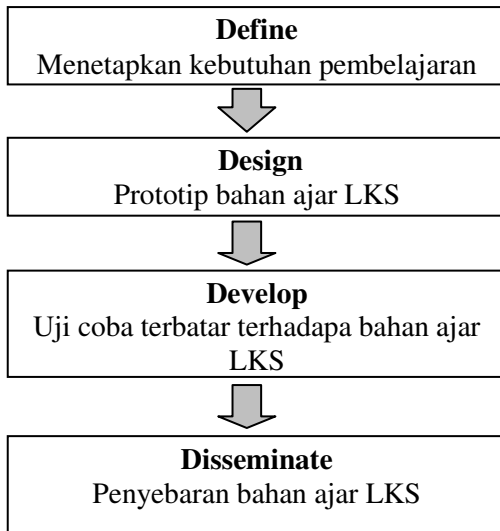 Define
Menetapkan kebutuhan pembelajaran
Design
Prototip bahan ajar LKS
Develop
Uji coba terbatar terhadapa bahan ajar
LKS
Disseminate
Penyebaran bahan ajar LKS